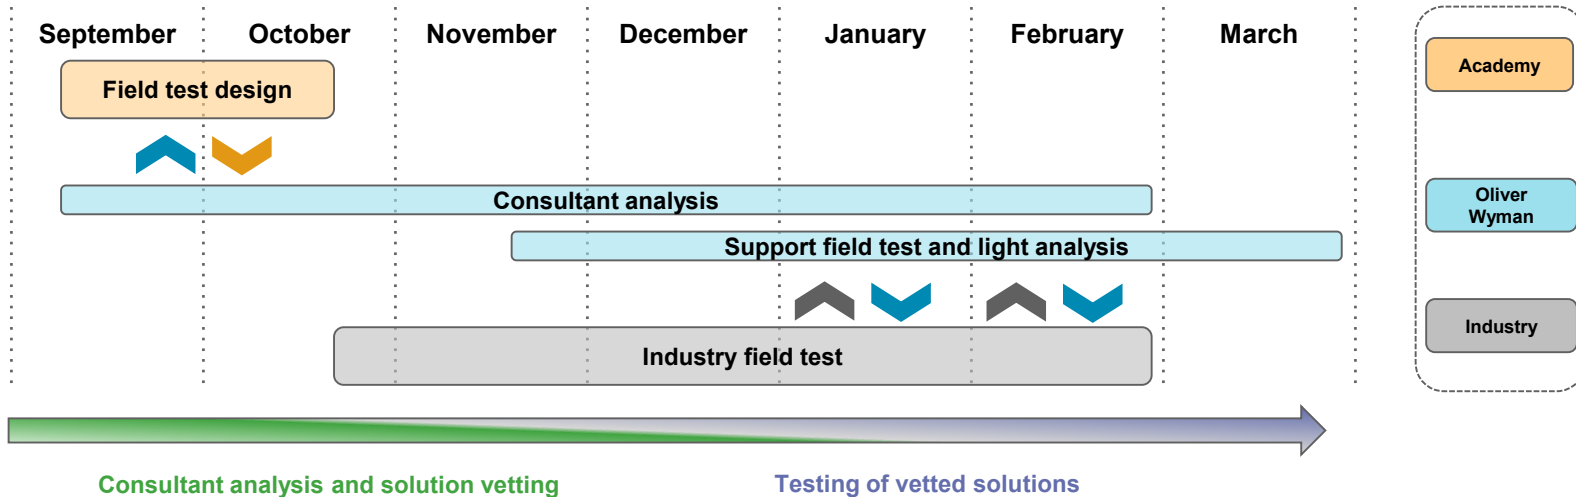 September October November December January February March
Field test design
Consultant analysis
Support field test and light analysis
Industry field test
Consultant analysis and solution vetting
Testing of vetted solutions
Academy
Oliver
Wyman
Industry